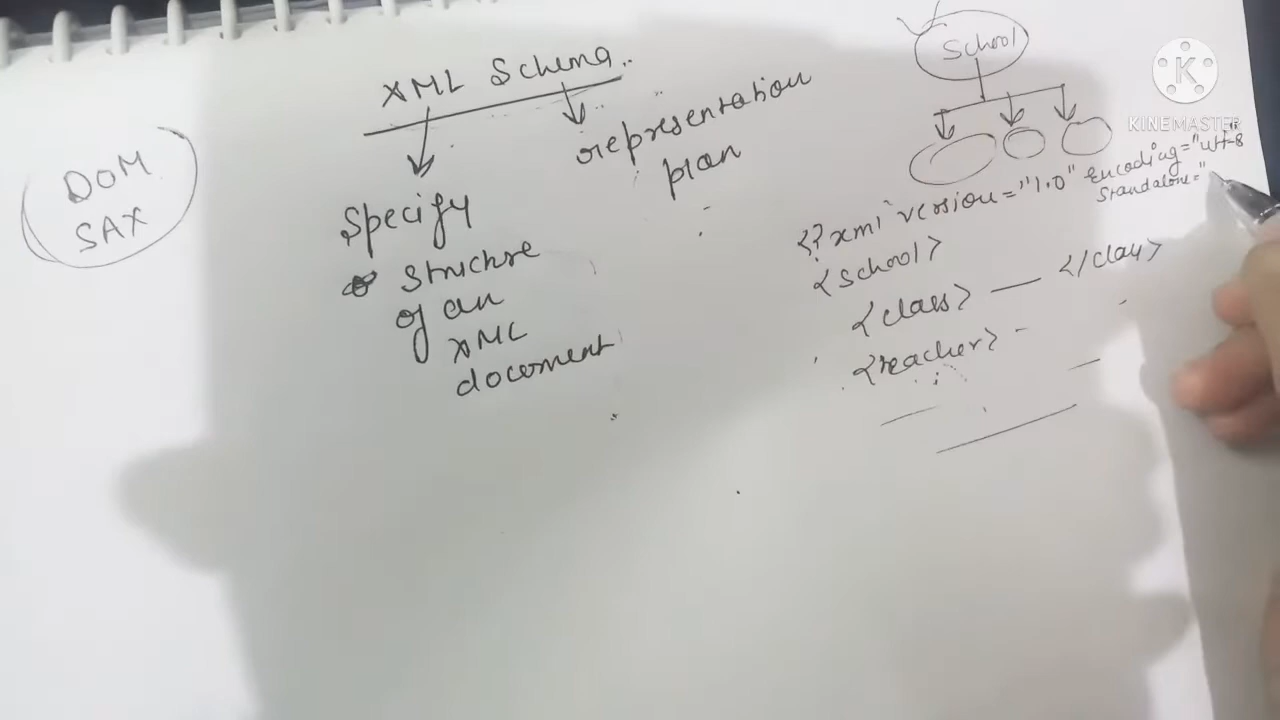 XML Schema..
representation
plan
Specify
Structure
of an
XML
document
DOM
SAX
School
KINEMASTER
<?xml version="1.0" encoding="utf-8"
Standalone="
<School>
<class> — </class>
<teacher> -